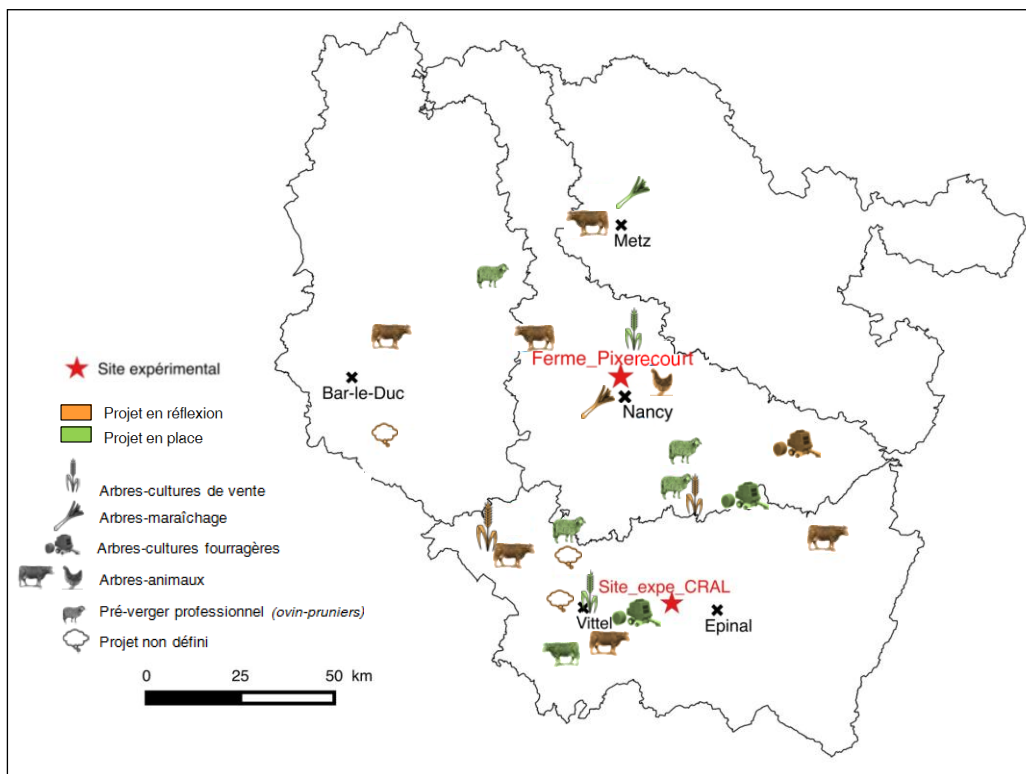 Metz
Ferme_Pixerecourt
Nancy
Bar-le-Duc
Site_expe_CRAL
Vittel
Epinal
Site expérimental
Projet en réflexion
Projet en place
Arbres-cultures de vente
Arbres-maraîchage
Arbres-cultures fourragères
Arbres-animaux
Pré-verger professionnel (ovin-pruniers)
Projet non défini
0 25 50 km